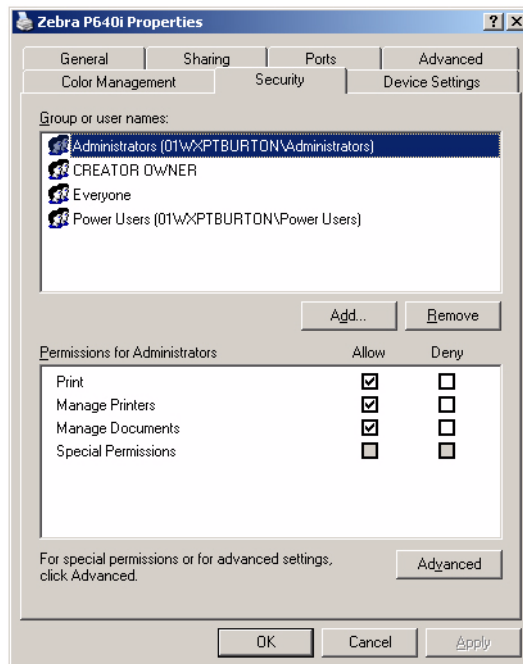 Zebra P640i Properties
General Sharing Ports Advanced
Color Management Security Device Settings
Group or user names:
Administrators (01WXPTBURTON\Administrators)
CREATOR OWNER
Everyone
Power Users (01WXPTBURTON\Power Users)
Add... Remove
Permissions for Administrators Allow Deny
Print
Manage Printers
Manage Documents
Special Permissions
For special permissions or for advanced settings,
click Advanced.
Advanced
OK Cancel Apply